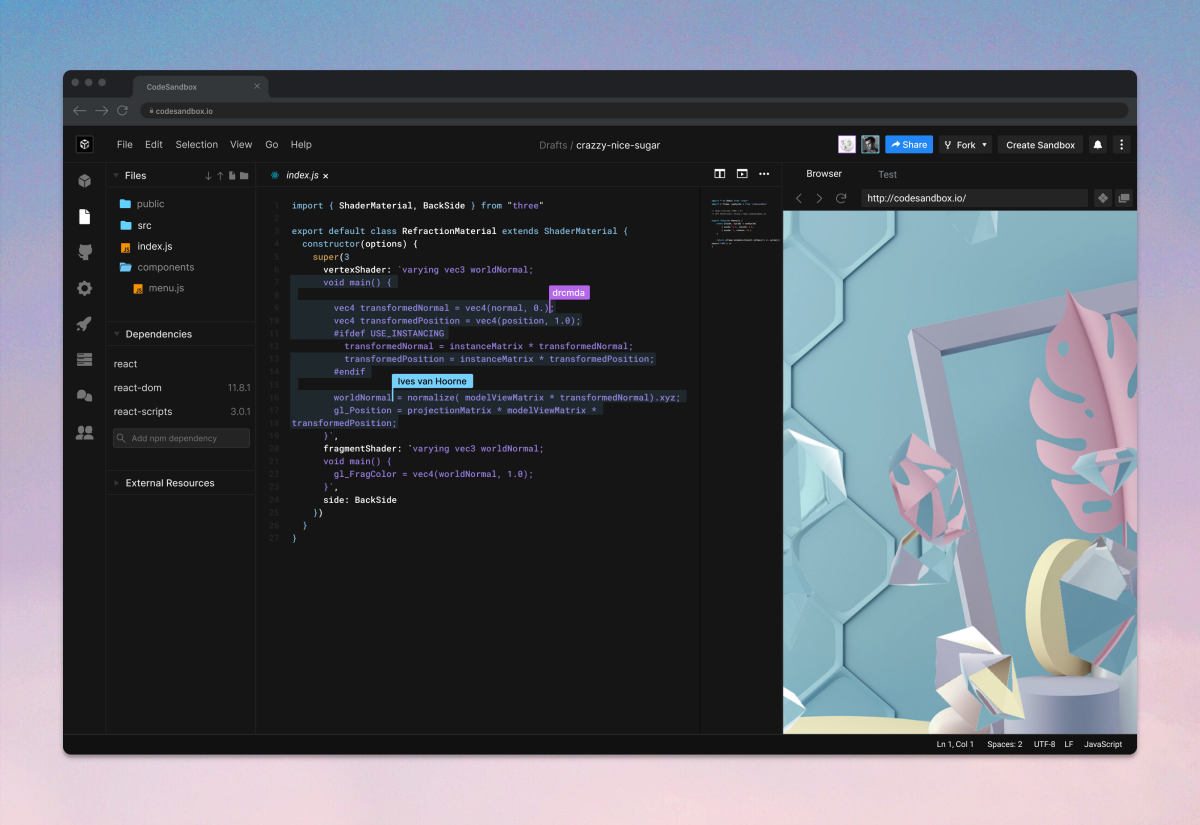 CodeSandbox
codesandbox.io
File Edit Selection View Go Help
Drafts / crazzy-nice-sugar
Share
Fork
Create Sandbox
Files
public
src
index.js
components
menu.js
Dependencies
react
react-dom 11.8.1
react-scripts 3.0.1
Add npm dependency
External Resources
index.js
1 import { ShaderMaterial, BackSide } from "three"
2
3 export default class RefractionMaterial extends ShaderMaterial {
4 constructor(options) {
5 super(3
6 vertexShader: `varying vec3 worldNormal;
7 void main() {
8
drcmda
9 vec4 transformedNormal = vec4(normal, 0.);
10 vec4 transformedPosition = vec4(position, 1.0);
11 #ifdef USE_INSTANCING
12 transformedNormal = instanceMatrix * transformedNormal;
13 transformedPosition = instanceMatrix * transformedPosition;
14 #endif
15
Ives van Hoorne
16 worldNormal = normalize( modelViewMatrix * transformedNormal).xyz;
17 gl_Position = projectionMatrix * modelViewMatrix *
18 transformedPosition;
19 }`,
20 fragmentShader: `varying vec3 worldNormal;
21 void main() {
22 gl_FragColor = vec4(worldNormal, 1.0);
23 }`,
24 side: BackSide
25 })
26 }
27 }
Browser Test
http://codesandbox.io/
Ln 1, Col 1 Spaces: 2 UTF-8 LF JavaScript